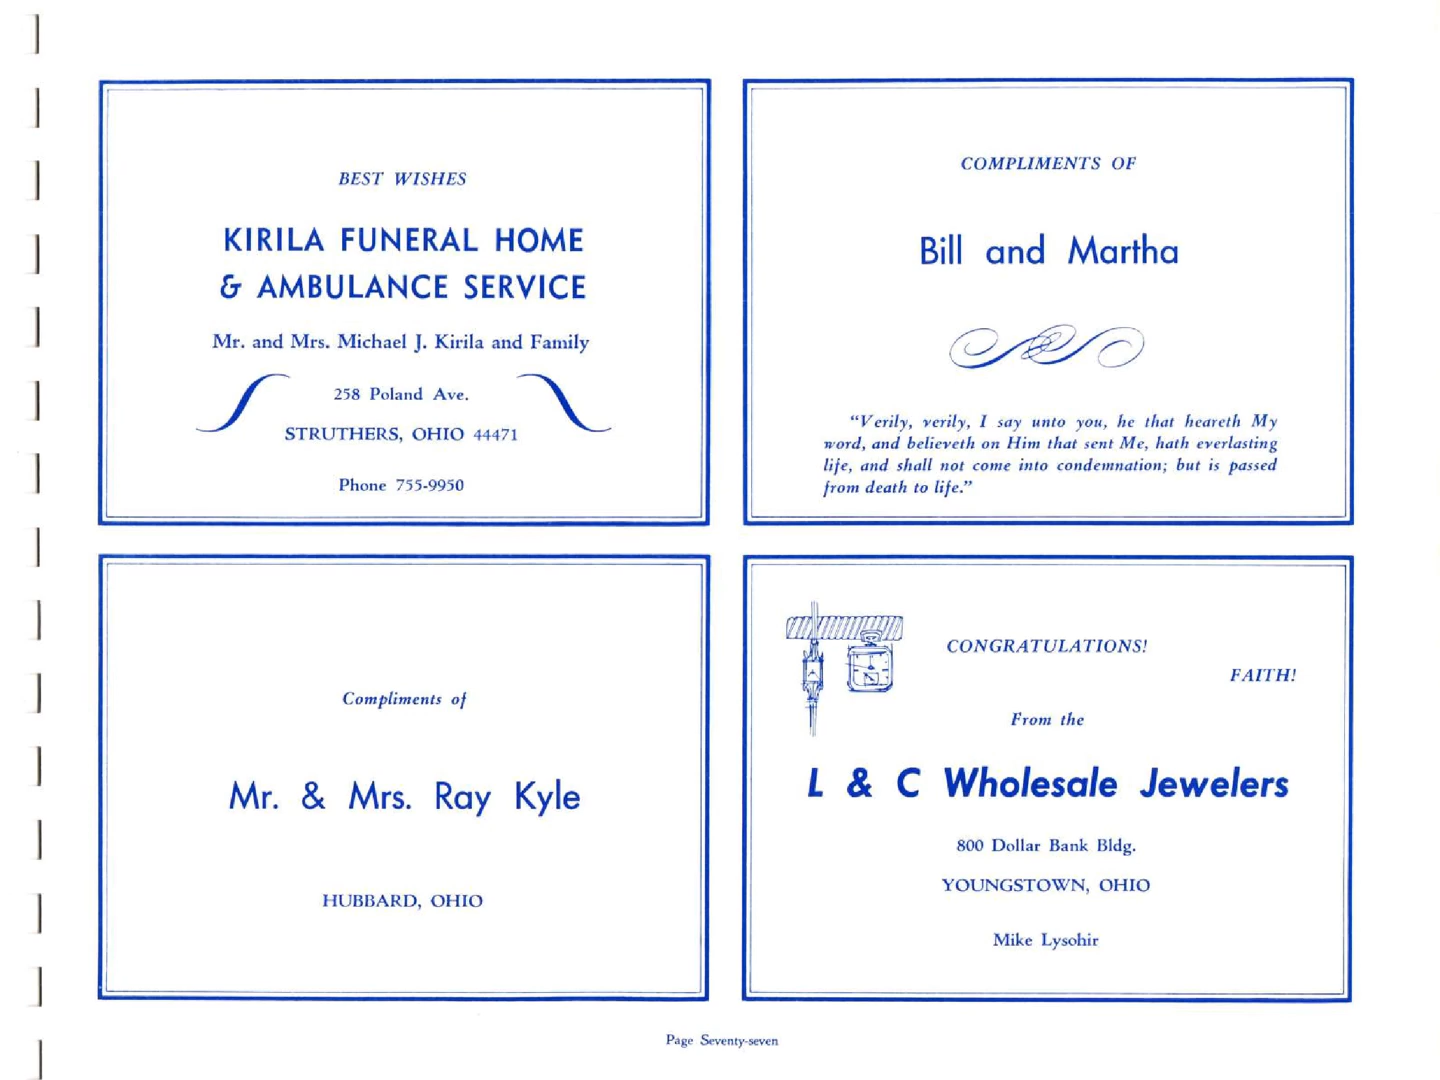 BEST WISHES
KIRILA FUNERAL HOME
& AMBULANCE SERVICE
Mr. and Mrs. Michael J. Kirila and Family
258 Poland Ave.
STRUTHERS, OHIO 44471
Phone 755-9950
COMPLIMENTS OF
Bill and Martha
“Verily, verily, I say unto you, he that heareth My
word, and believeth on Him that sent Me, hath everlasting
life, and shall not come into condemnation; but is passed
from death to life.”
Compliments of
Mr. & Mrs. Ray Kyle
HUBBARD, OHIO
CONGRATULATIONS!
FAITH!
From the
L & C Wholesale Jewelers
800 Dollar Bank Bldg.
YOUNGSTOWN, OHIO
Mike Lysohir
Page Seventy-seven